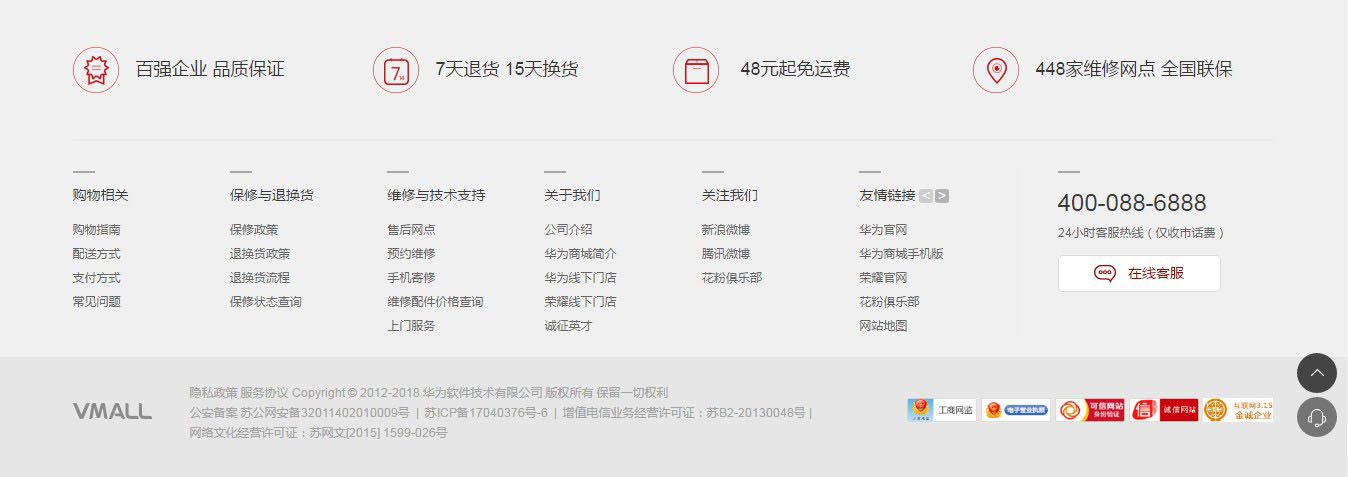 百强企业 品质保证
7天退货 15天换货
48元起免运费
448家维修网点 全国联保
购物相关
购物指南
配送方式
支付方式
常见问题
保修与退换货
保修政策
退换货政策
退换货流程
保修状态查询
维修与技术支持
售后网点
预约维修
手机寄修
维修配件价格查询
上门服务
关于我们
公司介绍
华为商城简介
华为线下门店
荣耀线下门店
诚征英才
关注我们
新浪微博
腾讯微博
花粉俱乐部
友情链接 < >
华为官网
华为商城手机版
荣耀官网
花粉俱乐部
网站地图
400-088-6888
24小时客服热线（仅收市话费）
在线客服
VMALL
隐私政策 服务协议 Copyright © 2012-2018 华为软件技术有限公司 版权所有 保留一切权利
公安备案 苏公网安备32011402010009号 | 苏ICP备17040376号-6 | 增值电信业务经营许可证：苏B2-20130048号 |
网络文化经营许可证：苏网文[2015] 1599-026号
工商网监
电子营业执照
可信网站
身份验证
诚信网站
互联网3.15
金诚企业